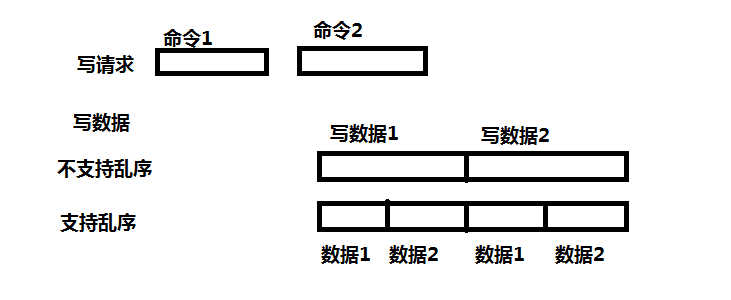 命令1 命令2
写请求
写数据
写数据1 写数据2
不支持乱序
支持乱序
数据1 数据2 数据1 数据2